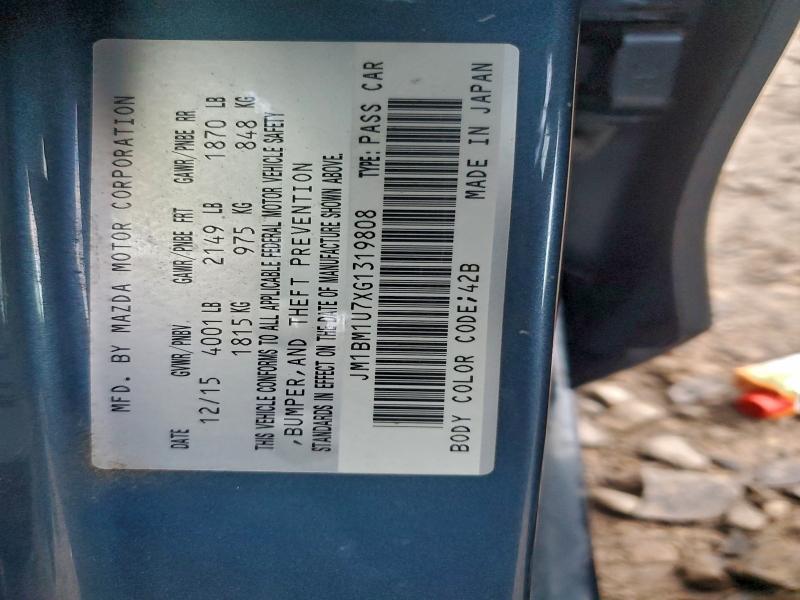 MFD. BY MAZDA MOTOR CORPORATION
DATE GVWR/PNBV. GAWR/PNBE FRT GAWR/PNBE RR
12/15 4001 LB 2149 LB 1870 LB
1815 KG 975 KG 848 KG
THIS VEHICLE CONFORMS TO ALL APPLICABLE FEDERAL MOTOR VEHICLE SAFETY
,BUMPER,AND THEFT PREVENTION
STANDARDS IN EFFECT ON THE DATE OF MANUFACTURE SHOWN ABOVE.
JM1BM1U7XG1319808 TYPE: PASS CAR
BODY COLOR CODE;42B MADE IN JAPAN